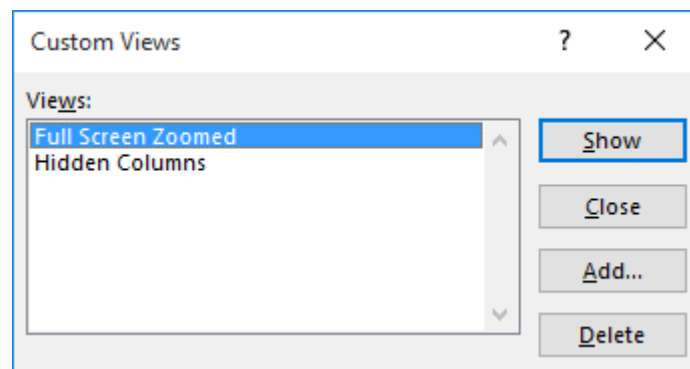 Custom Views
?
Views:
Full Screen Zoomed
Hidden Columns
Show
Close
Add...
Delete